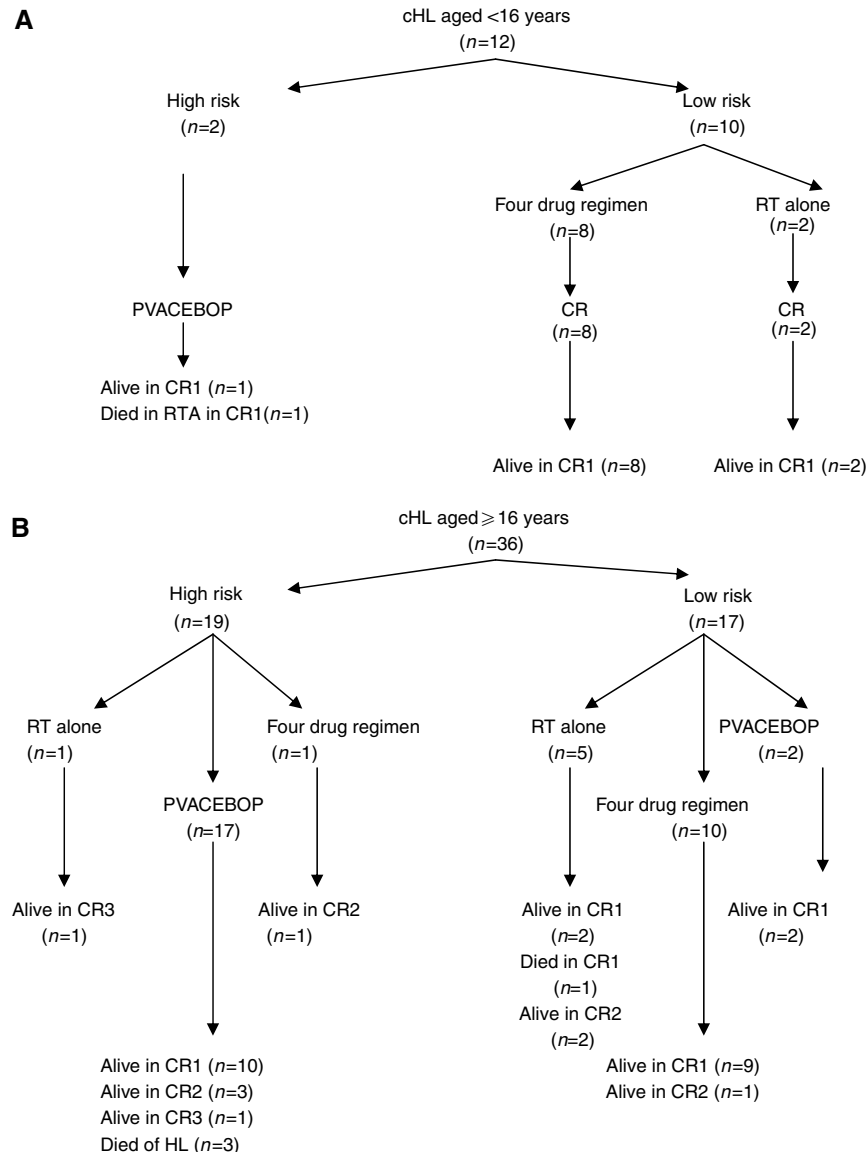 A
cHL aged <16 years
(n=12)
High risk
(n=2)
Low risk
(n=10)
Four drug regimen
(n=8)
RT alone
(n=2)
PVACEBOP
CR
(n=8)
CR
(n=2)
Alive in CR1 (n=1)
Died in RTA in CR1(n=1)
Alive in CR1 (n=8)
Alive in CR1 (n=2)
B
cHL aged ⩾ 16 years
(n=36)
High risk
(n=19)
Low risk
(n=17)
RT alone
(n=1)
Four drug regimen
(n=1)
RT alone
(n=5)
PVACEBOP
(n=2)
PVACEBOP
(n=17)
Four drug regimen
(n=10)
Alive in CR3
(n=1)
Alive in CR2
(n=1)
Alive in CR1
(n=2)
Died in CR1
(n=1)
Alive in CR2
(n=2)
Alive in CR1
(n=2)
Alive in CR1 (n=10)
Alive in CR2 (n=3)
Alive in CR3 (n=1)
Died of HL (n=3)
Alive in CR1 (n=9)
Alive in CR2 (n=1)